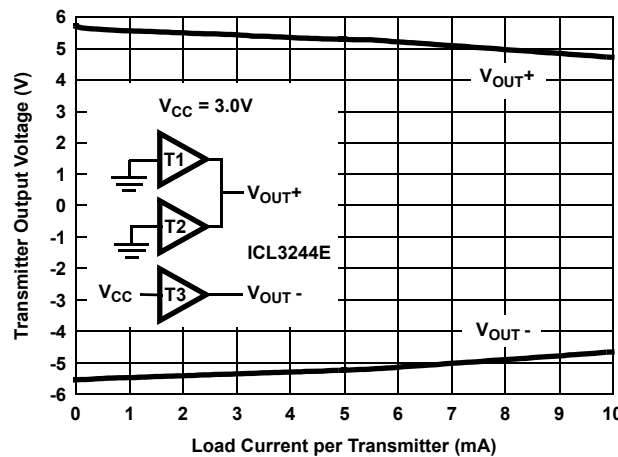 Transmitter Output Voltage (V)
6
5
4
3
2
1
0
-1
-2
-3
-4
-5
-6
VCC = 3.0V
T1
T2
T3
VOUT+
ICL3244E
VCC
VOUT -
VOUT+
VOUT -
0 1 2 3 4 5 6 7 8 9 10
Load Current per Transmitter (mA)